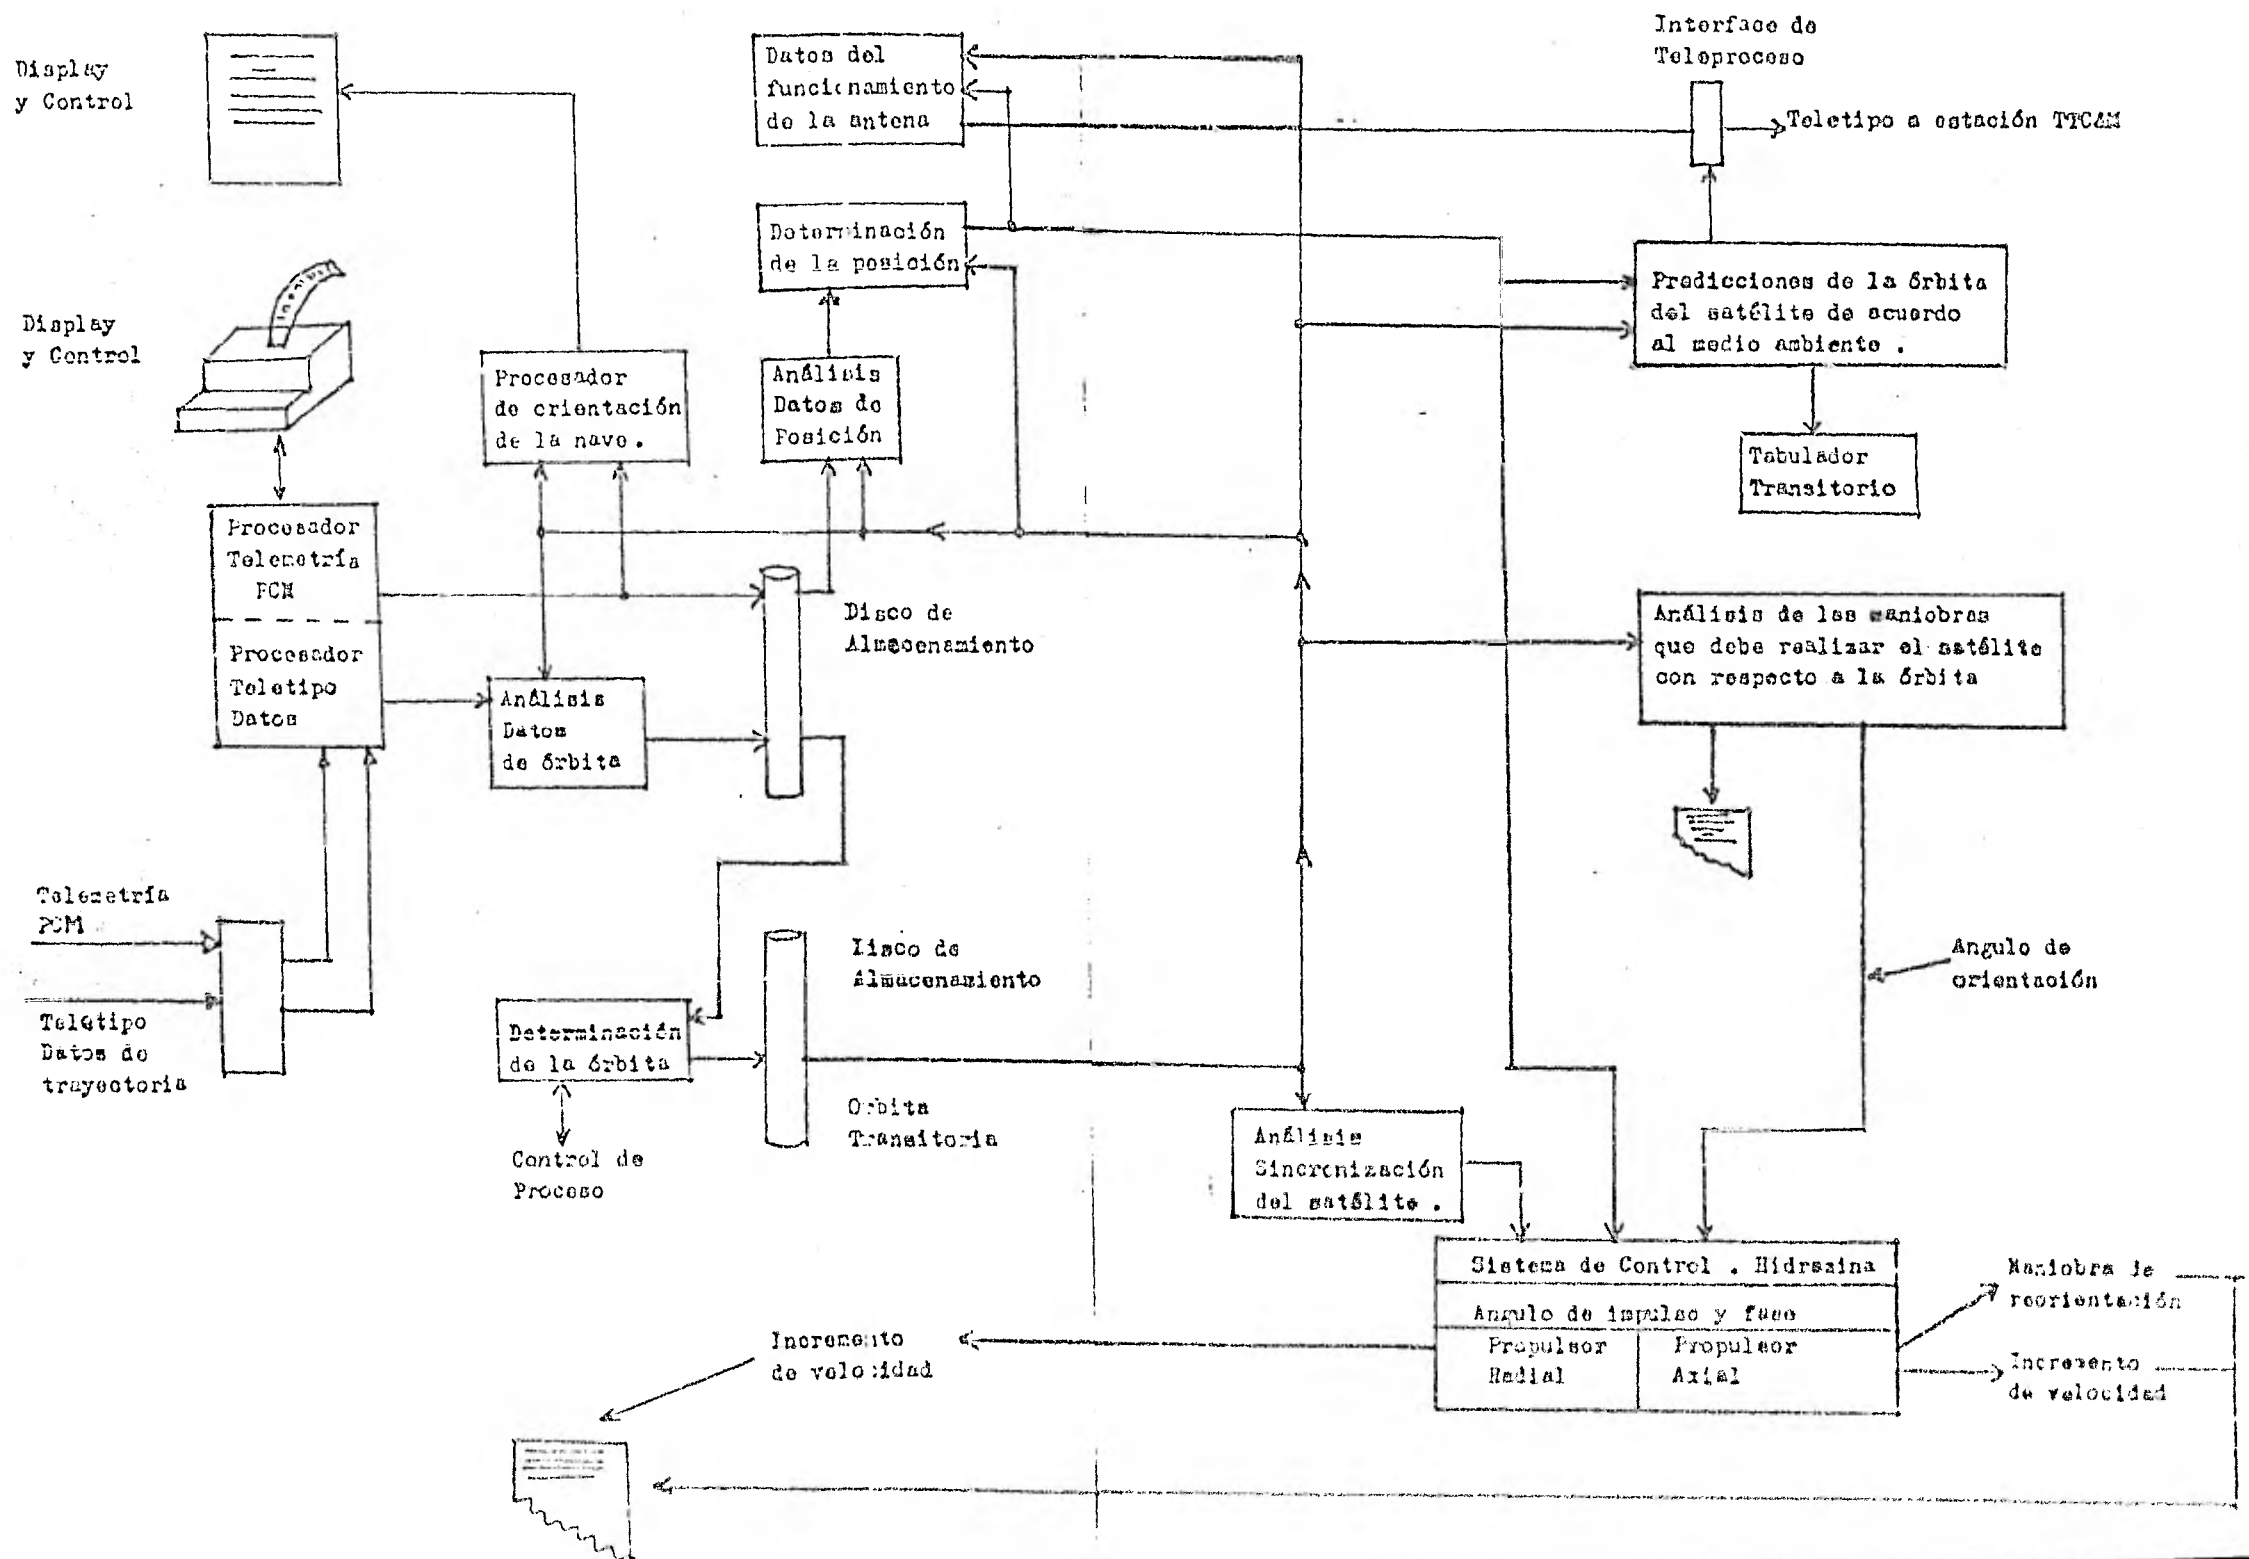 Display
y Control
Datos del
funcionamiento
de la antena
Interface de
Teleproceso
Teletipo a estación TTC&M
Determinación
de la posición
Predicciones de la órbita
del satélite de acuerdo
al medio ambiente .
Display
y Control
Procesador
de orientación
de la nave .
Análisis
Datos de
Posición
Tabulador
Transitorio
Procesador
Telemetría
PCM
Procesador
Teletipo
Datos
Disco de
Almacenamiento
Análisis
Datos
de órbita
Análisis de las maniobras
que debe realizar el satélite
con respecto a la órbita
Telemetría
PCM
Teletipo
Datos de
trayectoria
Disco de
Almacenamiento
Angulo de
orientación
Determinación
de la órbita
Orbita
Transitoria
Control de
Proceso
Análisis
Sincronización
del satélite .
Sistema de Control . Hidrazina
Angulo de impulso y fase
Propulsor
Radial
Propulsor
Axial
Maniobra de
reorientación
Incremento
de velocidad
Incremento
de velocidad